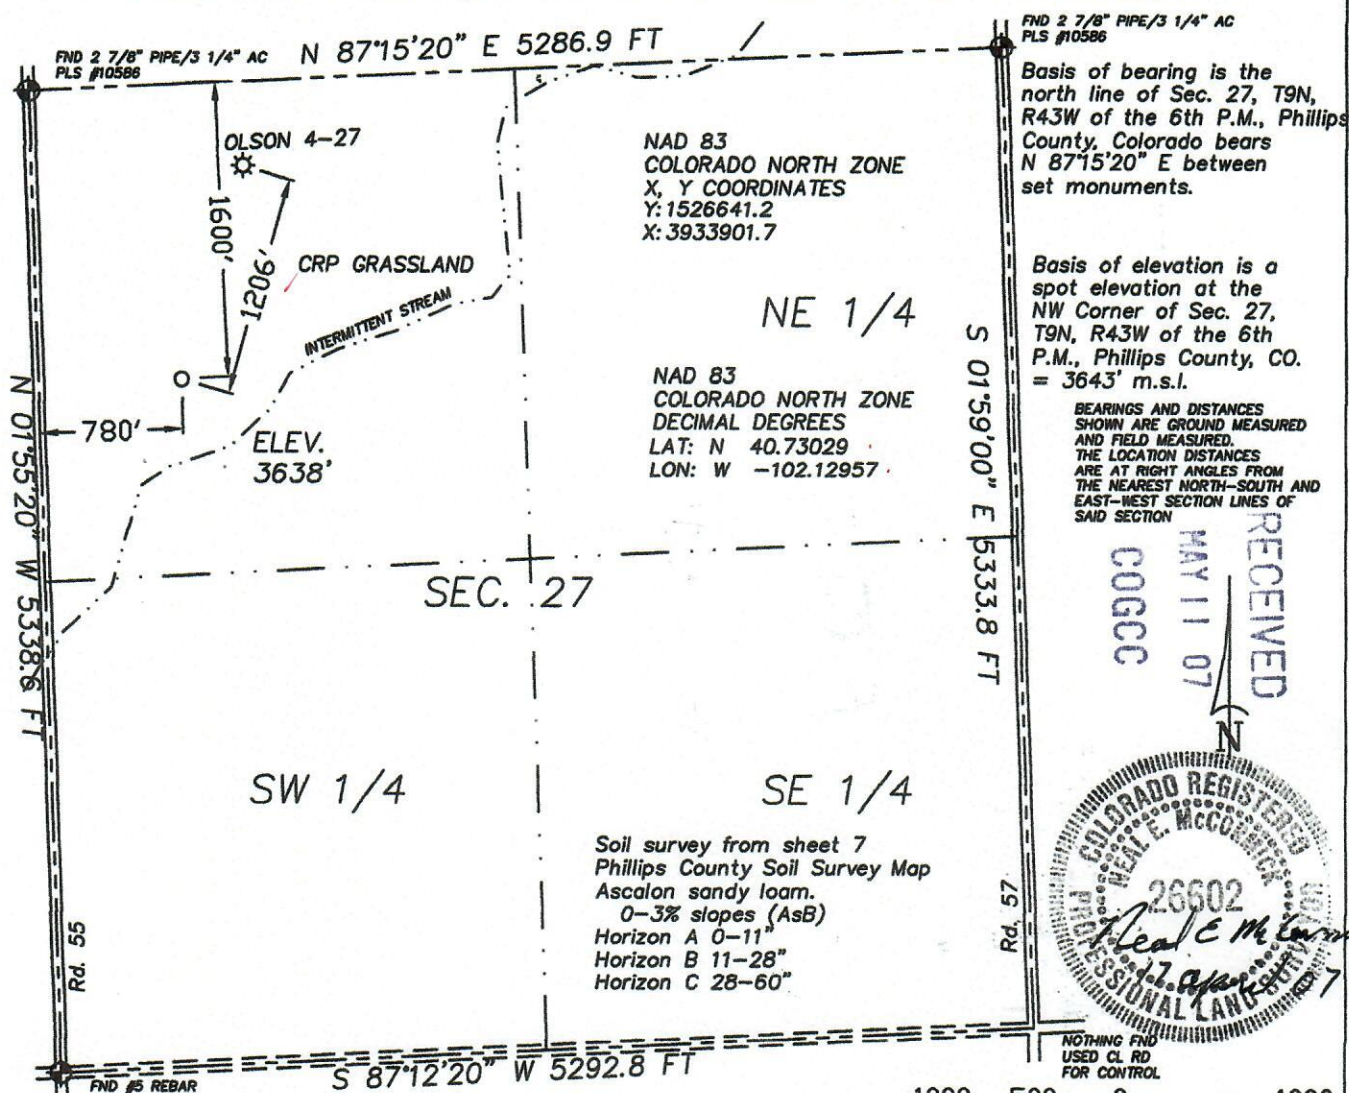 FND 2 7/8" PIPE/3 1/4" AC
PLS #10586
N 87°15'20" E 5286.9 FT
FND 2 7/8" PIPE/3 1/4" AC
PLS #10586
Basis of bearing is the
north line of Sec. 27, T9N,
R43W of the 6th P.M., Phillips
County, Colorado bears
N 87°15'20" E between
set monuments.
OLSON 4-27
1600'
1206'
CRP GRASSLAND
INTERMITTENT STREAM
NAD 83
COLORADO NORTH ZONE
X, Y COORDINATES
Y: 1526641.2
X: 3933901.7
NE 1/4
Basis of elevation is a
spot elevation at the
NW Corner of Sec. 27,
T9N, R43W of the 6th
P.M., Phillips County, CO.
= 3643' m.s.l.
NAD 83
COLORADO NORTH ZONE
DECIMAL DEGREES
LAT: N 40.73029
LON: W -102.12957
780'
ELEV.
3638'
N 01°55'20" W 5338.6 FT
S 01°59'00" E 5333.8 FT
BEARINGS AND DISTANCES
SHOWN ARE GROUND MEASURED
AND FIELD MEASURED.
THE LOCATION DISTANCES
ARE AT RIGHT ANGLES FROM
THE NEAREST NORTH-SOUTH AND
EAST-WEST SECTION LINES OF
SAID SECTION
RECEIVED
MAY 11 07
COGCC
N
SEC. 27
SW 1/4
SE 1/4
Soil survey from sheet 7
Phillips County Soil Survey Map
Ascalon sandy loam.
0-3% slopes (AsB)
Horizon A 0-11"
Horizon B 11-28"
Horizon C 28-60"
Rd. 55
Rd. 57
COLORADO REGISTERED
NEAL E. McCORMICK
26602
PROFESSIONAL LAND SURVEYOR
Neal E McCormick
17 april 07
NOTHING FND
USED CL RD
FOR CONTROL
FND #5 REBAR
S 87°12'20" W 5292.8 FT
1000 500 0 1000